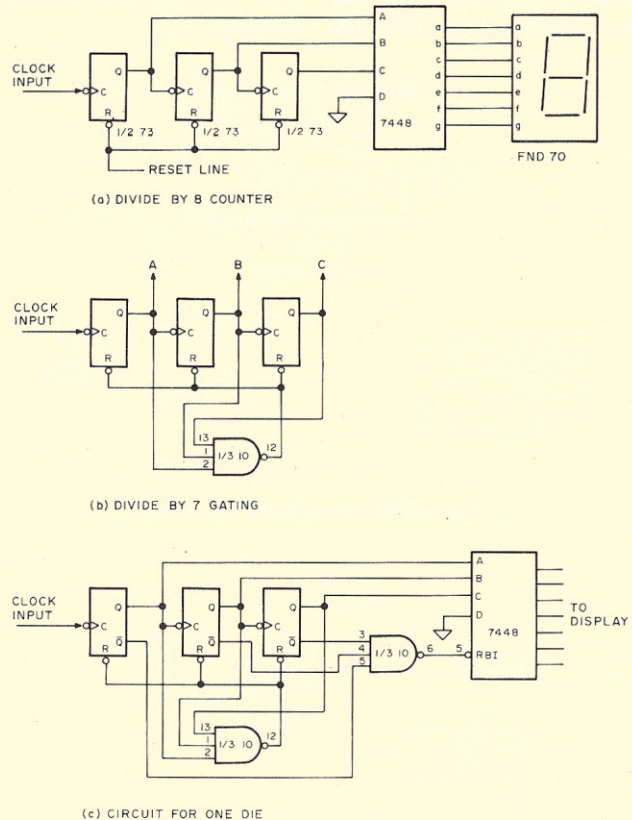 A
B
C
D
7448
a
b
c
d
e
f
g
a
b
c
d
e
f
g
FND 70
CLOCK
INPUT
C
Q
R
1/2 73
C
Q
R
1/2 73
C
Q
R
1/2 73
RESET LINE
(a) DIVIDE BY 8 COUNTER
A
B
C
CLOCK
INPUT
C
Q
R
C
Q
R
C
Q
R
13
1
2
1/3 10
12
(b) DIVIDE BY 7 GATING
CLOCK
INPUT
C
Q
Q̅
R
C
Q
Q̅
R
C
Q
Q̅
R
13
1
2
1/3 10
12
3
4
5
1/3 10
6
5
A
B
C
D
7448
RBI
TO
DISPLAY
(c) CIRCUIT FOR ONE DIE